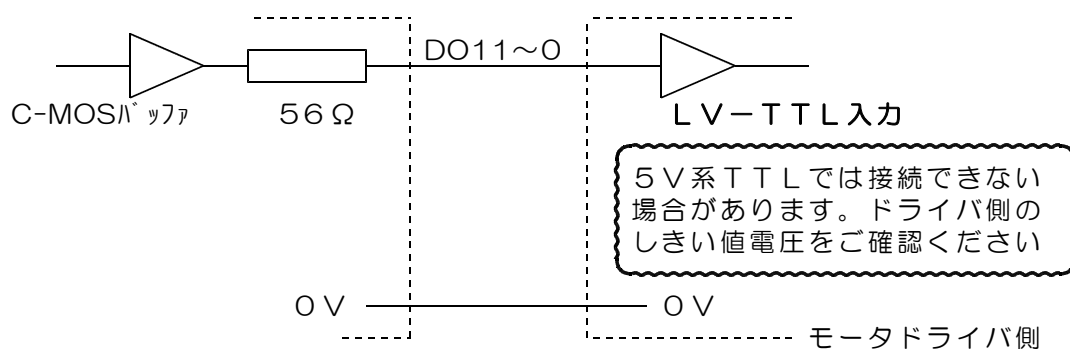 DO11～0
C-MOSﾊﾞｯﾌｧ
56Ω
LV－TTL入力
5V系TTLでは接続できない
場合があります。ドライバ側の
しきい値電圧をご確認ください
0V
0V
モータドライバ側